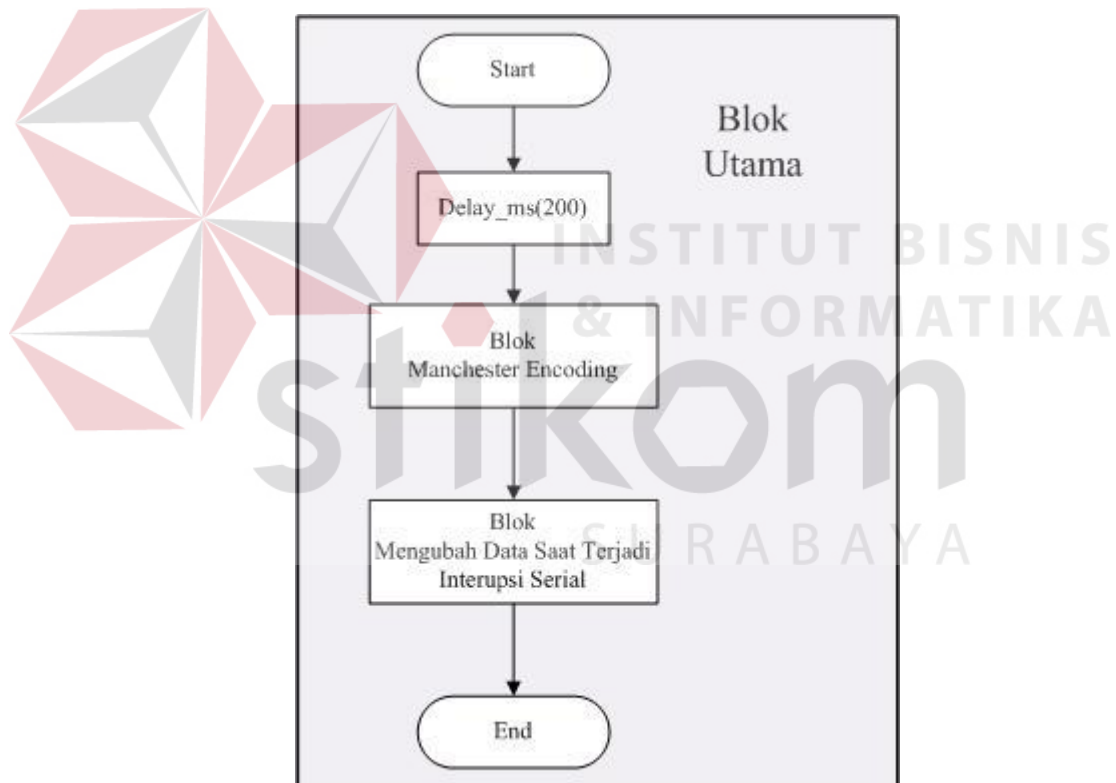 Start
Blok
Utama
Delay_ms(200)
INSTITUT BISNIS
& INFORMATIKA
Blok
Manchester Encoding
stikom
Blok
Mengubah Data Saat Terjadi
Interupsi Serial
SURABAYA
End